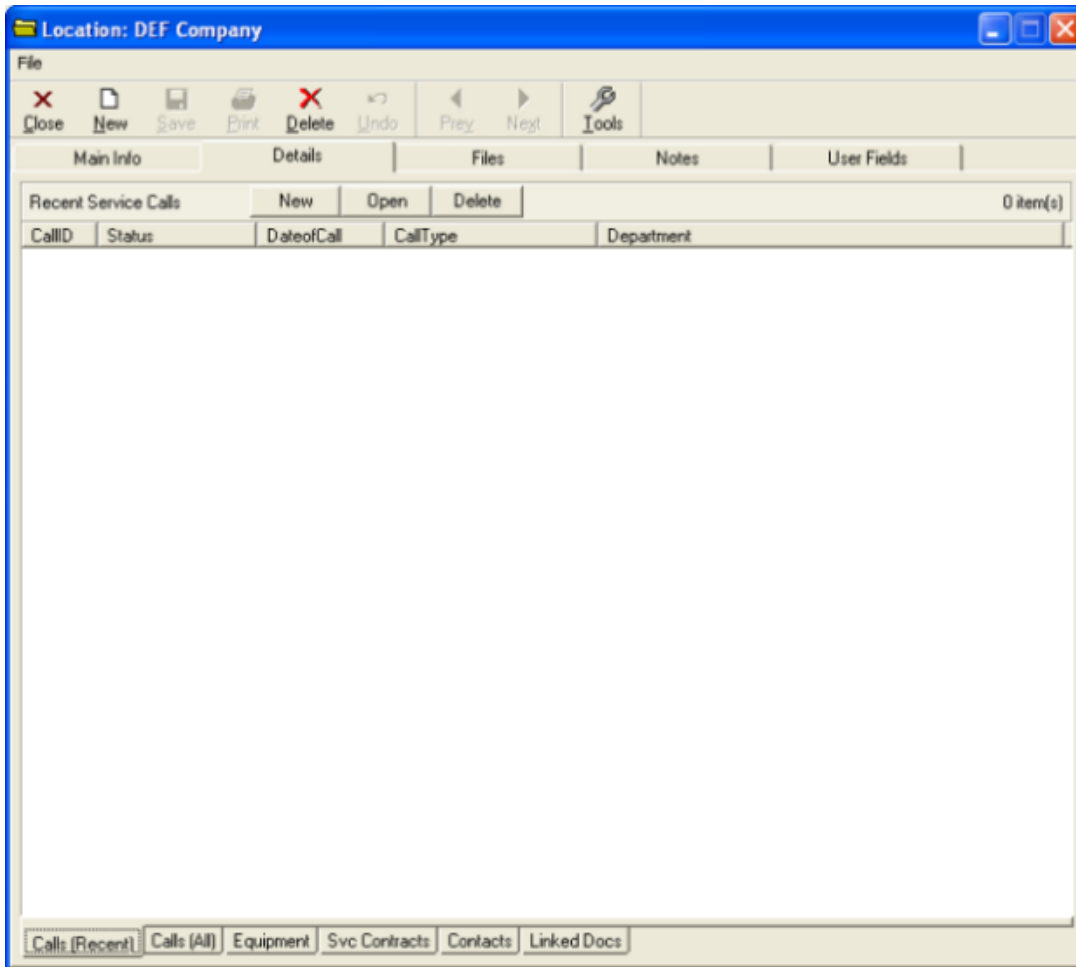 Location: DEF Company
File
Close New Save Print Delete Undo Prev Next Tools
Main Info Details Files Notes User Fields
Recent Service Calls New Open Delete 0 item(s)
CallID Status DateofCall CallType Department
Calls (Recent) Calls (All) Equipment Svc Contracts Contacts Linked Docs